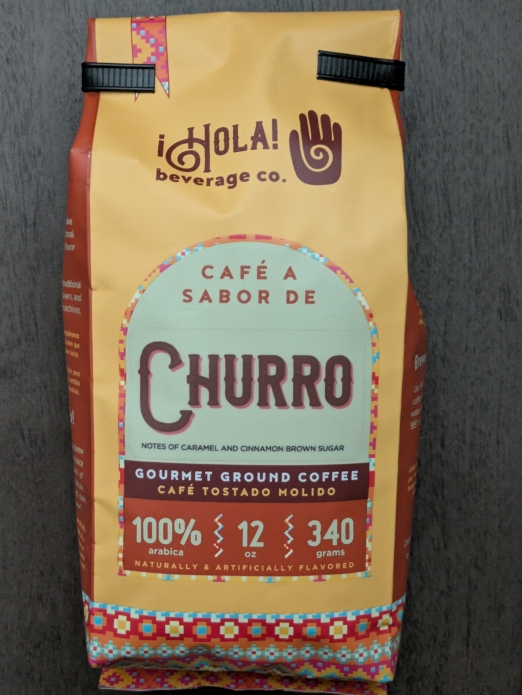 ¡HOLA!
beverage co.
CAFÉ A
SABOR DE
CHURRO
NOTES OF CARAMEL AND CINNAMON BROWN SUGAR
GOURMET GROUND COFFEE
CAFÉ TOSTADO MOLIDO
100% 12 340
arabica oz grams
NATURALLY & ARTIFICIALLY FLAVORED